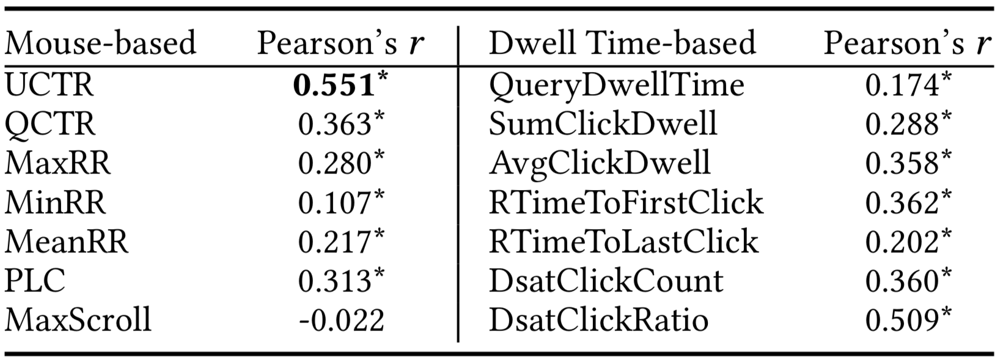 Mouse-based Pearson's r Dwell Time-based Pearson's r
UCTR 0.551* QueryDwellTime 0.174*
QCTR 0.363* SumClickDwell 0.288*
MaxRR 0.280* AvgClickDwell 0.358*
MinRR 0.107* RTimeToFirstClick 0.362*
MeanRR 0.217* RTimeToLastClick 0.202*
PLC 0.313* DsatClickCount 0.360*
MaxScroll -0.022 DsatClickRatio 0.509*